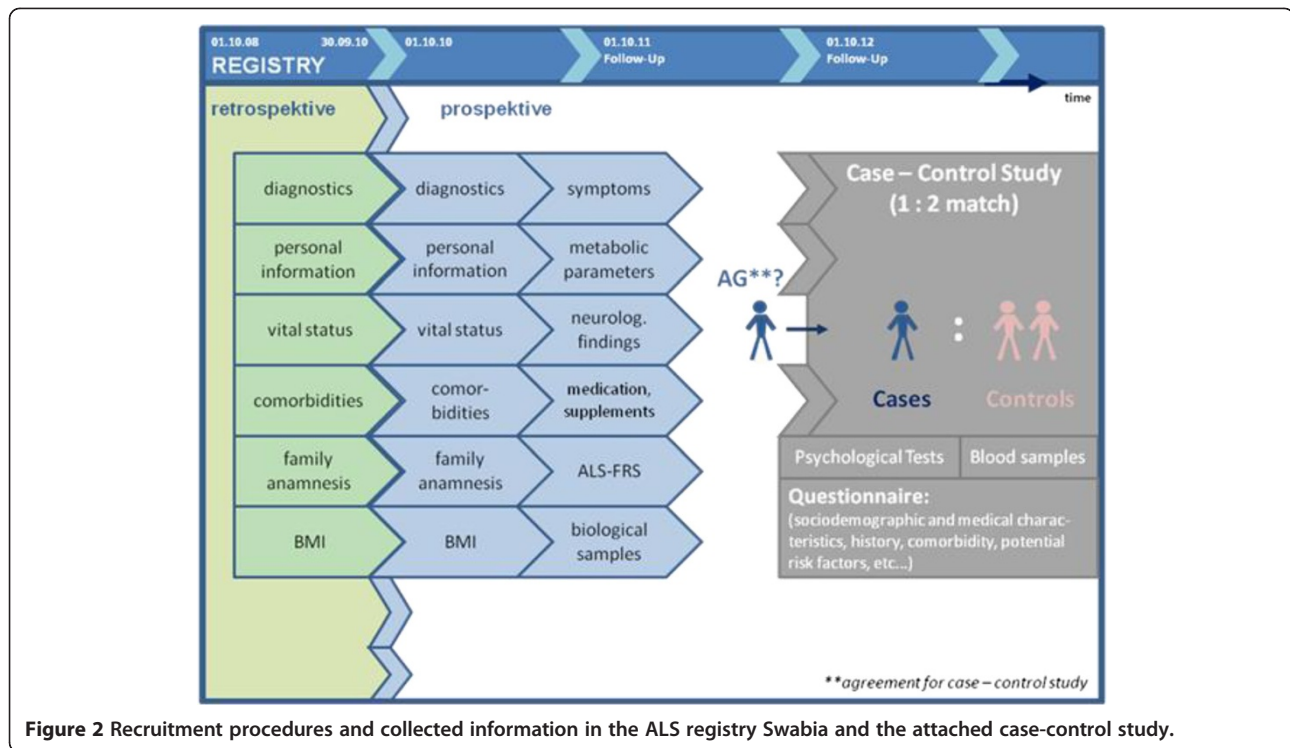 01.10.08 30.09.10 01.10.10 01.10.11 01.10.12
REGISTRY Follow-Up Follow-Up
time
retrospektive prospektive
diagnostics diagnostics symptoms
personal information personal information metabolic parameters
vital status vital status neurolog. findings
comorbidities comor-bidities medication, supplements
family anamnesis family anamnesis ALS-FRS
BMI BMI biological samples
AG**?
Case – Control Study
(1 : 2 match)
:
Cases Controls
Psychological Tests Blood samples
Questionnaire:
(sociodemographic and medical charac-
teristics, history, comorbidity, potential
risk factors, etc...)
**agreement for case – control study
Figure 2 Recruitment procedures and collected information in the ALS registry Swabia and the attached case-control study.